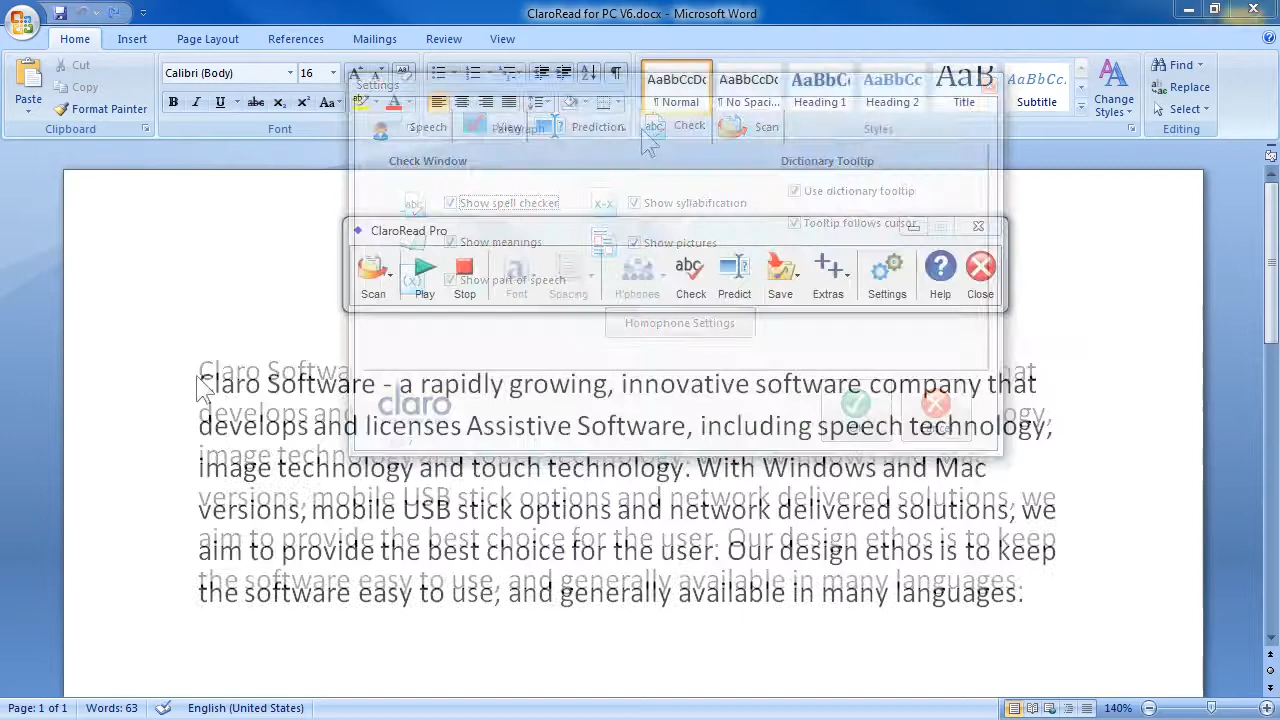 ClaroRead for PC V6.docx - Microsoft Word
Home Insert Page Layout References Mailings Review View
Cut
Copy
Format Painter
Paste
Clipboard
Calibri (Body) 16
Font
Paragraph
AaBbCcDc AaBbCcDc AaBbCc AaBbCc AaB AaBbCc.
¶ Normal ¶ No Spaci... Heading 1 Heading 2 Title Subtitle
Change Styles
Styles
Find
Replace
Select
Editing
Settings
Speech View Prediction Check Scan
Check Window Dictionary Tooltip
Show spell checker Show syllabification Use dictionary tooltip
Show meanings Show pictures Tooltip follows cursor
Show part of speech
Homophone Settings
claro
ClaroRead Pro
Scan Play Stop Font Spacing H'phones Check Predict Save Extras Settings Help Close
Claro Software - a rapidly growing, innovative software company that
develops and licenses Assistive Software, including speech technology,
image technology and touch technology. With Windows and Mac
versions, mobile USB stick options and network delivered solutions, we
aim to provide the best choice for the user. Our design ethos is to keep
the software easy to use, and generally available in many languages.
Page: 1 of 1 Words: 63 English (United States) 140%